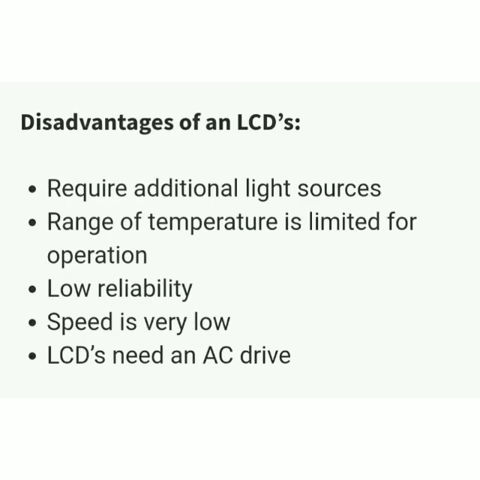 Disadvantages of an LCD’s:
• Require additional light sources
• Range of temperature is limited for
operation
• Low reliability
• Speed is very low
• LCD’s need an AC drive